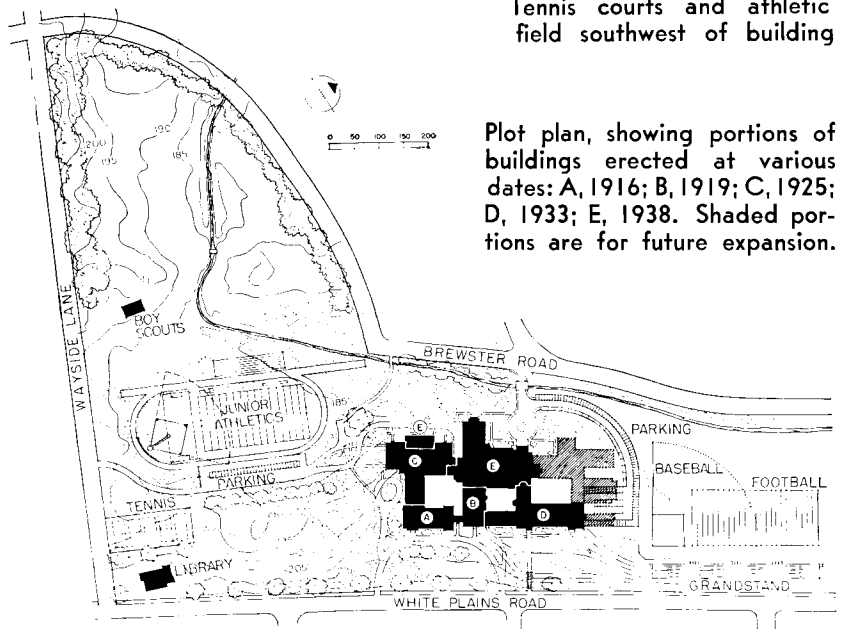 Tennis courts and athletic
field southwest of building
0 50 100 150 200
Plot plan, showing portions of
buildings erected at various
dates: A, 1916; B, 1919; C, 1925;
D, 1933; E, 1938. Shaded por-
tions are for future expansion.
200
195
190
185
WAYSIDE LANE
BOY
SCOUTS
BREWSTER ROAD
JUNIOR
ATHLETICS
185
PARKING
TENNIS
LIBRARY
205
E
C
E
A
B
D
PARKING
BASEBALL
FOOTBALL
GRANDSTAND
WHITE PLAINS ROAD